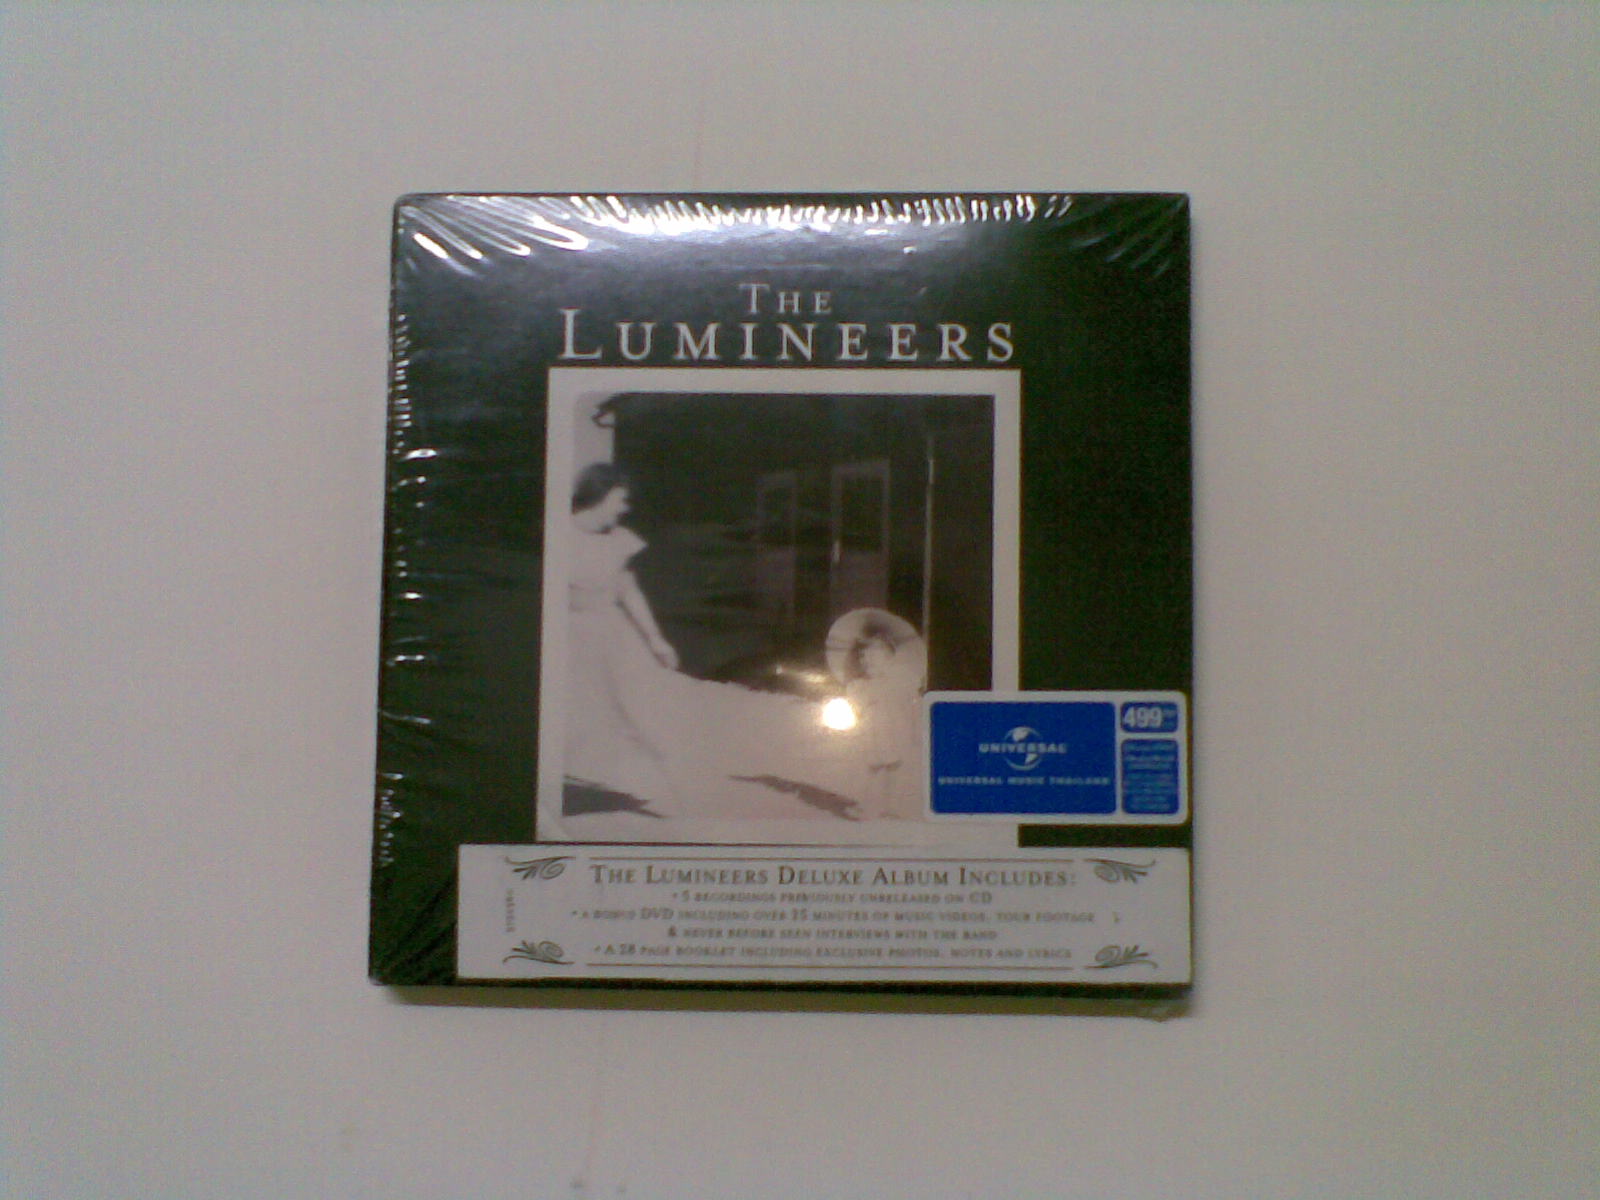 THE
LUMINEERS
UNIVERSAL
UNIVERSAL MUSIC THAILAND
499
THE LUMINEERS DELUXE ALBUM INCLUDES:
• 5 RECORDINGS PREVIOUSLY UNRELEASED ON CD
• A BONUS DVD INCLUDING OVER 25 MINUTES OF MUSIC VIDEOS, TOUR FOOTAGE
& NEVER BEFORE SEEN INTERVIEWS WITH THE BAND
• A 28 PAGE BOOKLET INCLUDING EXCLUSIVE PHOTOS, NOTES AND LYRICS